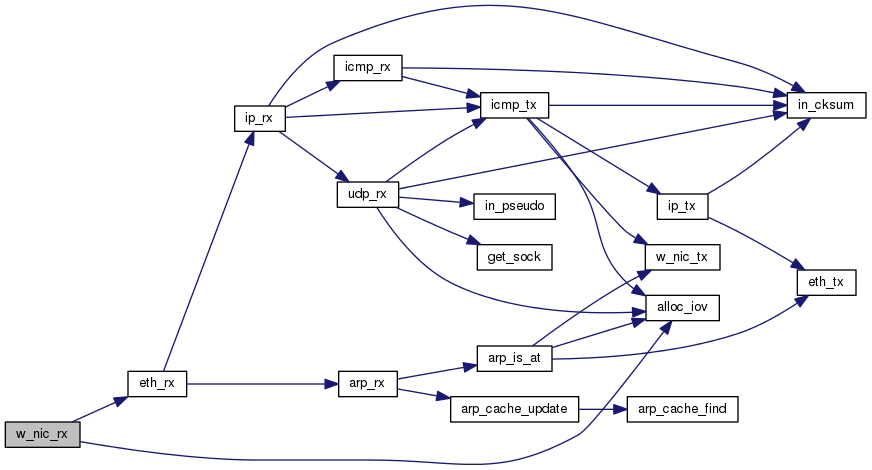 icmp_rx
ip_rx
icmp_tx
in_cksum
udp_rx
in_pseudo
ip_tx
get_sock
w_nic_tx
eth_tx
alloc_iov
arp_is_at
eth_rx
arp_rx
arp_cache_update
arp_cache_find
w_nic_rx